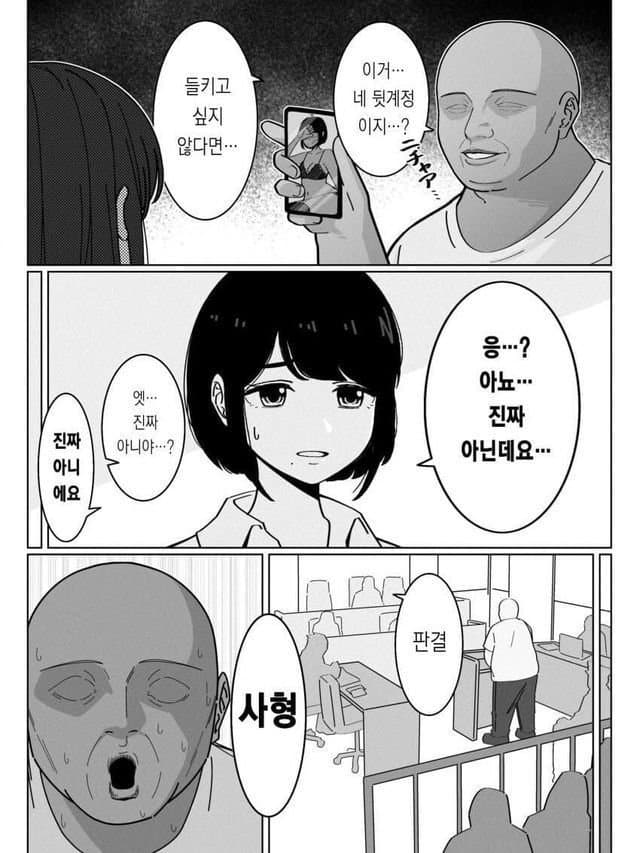 이거…
네 뒷계정
이지…?
ニチャア…
들키고
싶지
않다면…
응…?
아뇨…
진짜
아닌데요…
엣…
진짜
아니야…?
진짜
아니
에요
판결
사형